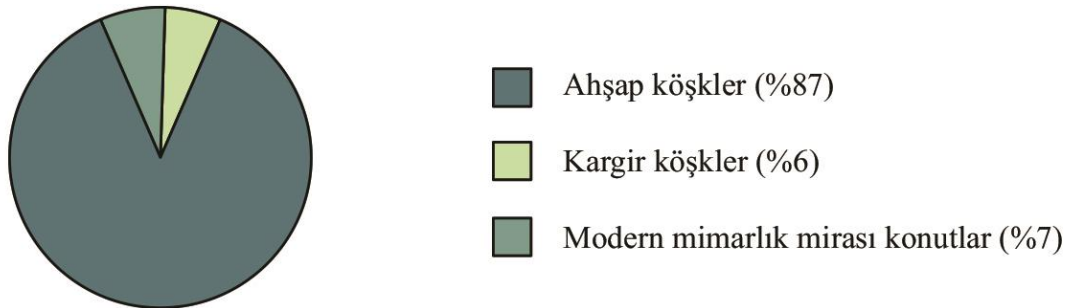 Ahşap köşkler (%87)
Kargir köşkler (%6)
Modern mimarlık mirası konutlar (%7)